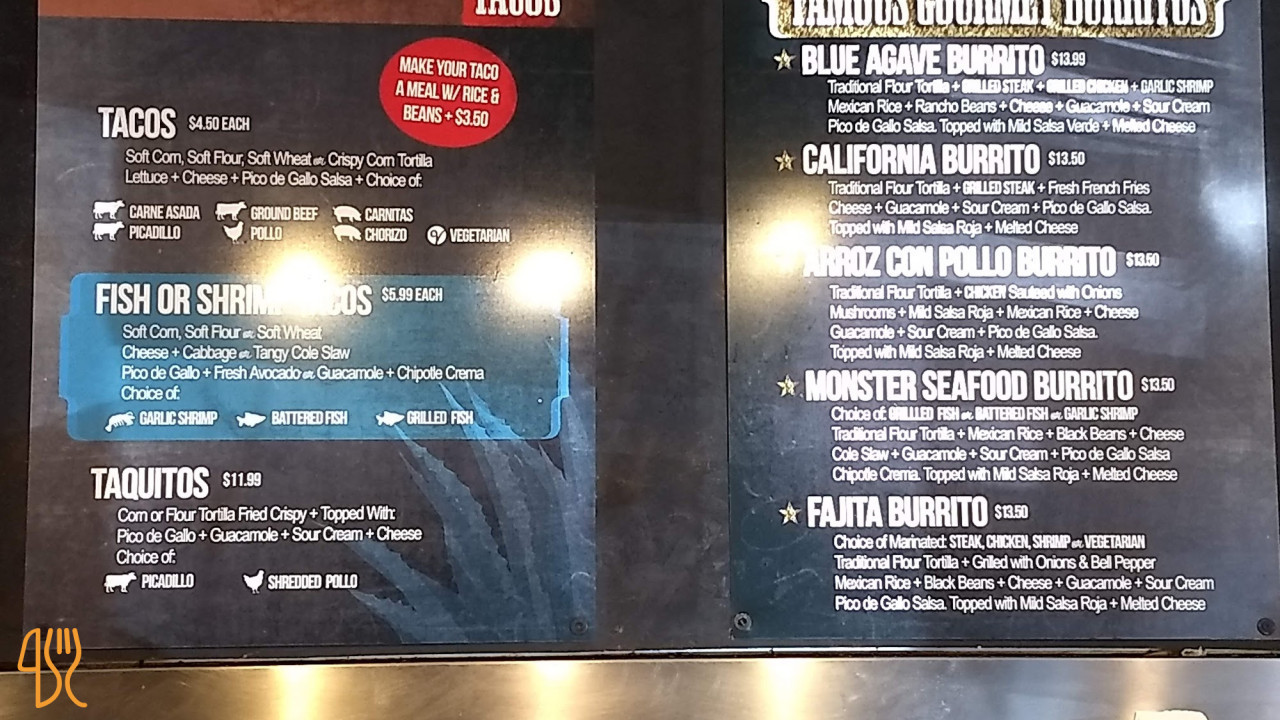 TACOS
MAKE YOUR TACO
A MEAL W/ RICE &
BEANS + $3.50
TACOS $4.50 EACH
Soft Corn, Soft Flour, Soft Wheat or Crispy Corn Tortilla
Lettuce + Cheese + Pico de Gallo Salsa + Choice of:
CARNE ASADA GROUND BEEF CARNITAS
PICADILLO POLLO CHORIZO VEGETARIAN
FISH OR SHRIMP TACOS $5.99 EACH
Soft Corn, Soft Flour or Soft Wheat
Cheese + Cabbage or Tangy Cole Slaw
Pico de Gallo + Fresh Avocado or Guacamole + Chipotle Crema
Choice of:
GARLIC SHRIMP BATTERED FISH GRILLED FISH
TAQUITOS $11.99
Corn or Flour Tortilla Fried Crispy + Topped With:
Pico de Gallo + Guacamole + Sour Cream + Cheese
Choice of:
PICADILLO SHREDDED POLLO
FAMOUS GOURMET BURRITOS
BLUE AGAVE BURRITO $13.99
Traditional Flour Tortilla + GRILLED STEAK + GRILLED CHICKEN + GARLIC SHRIMP
Mexican Rice + Rancho Beans + Cheese + Guacamole + Sour Cream
Pico de Gallo Salsa. Topped with Mild Salsa Verde + Melted Cheese
CALIFORNIA BURRITO $13.50
Traditional Flour Tortilla + GRILLED STEAK + Fresh French Fries
Cheese + Guacamole + Sour Cream + Pico de Gallo Salsa.
Topped with Mild Salsa Roja + Melted Cheese
ARROZ CON POLLO BURRITO $13.50
Traditional Flour Tortilla + CHICKEN Sauteed with Onions
Mushrooms + Mild Salsa Roja + Mexican Rice + Cheese
Guacamole + Sour Cream + Pico de Gallo Salsa.
Topped with Mild Salsa Roja + Melted Cheese
MONSTER SEAFOOD BURRITO $13.50
Choice of: GRILLLED FISH or BATTERED FISH or GARLIC SHRIMP
Traditional Flour Tortilla + Mexican Rice + Black Beans + Cheese
Cole Slaw + Guacamole + Sour Cream + Pico de Gallo Salsa
Chipotle Crema. Topped with Mild Salsa Roja + Melted Cheese
FAJITA BURRITO $13.50
Choice of Marinated: STEAK, CHICKEN, SHRIMP or VEGETARIAN
Traditional Flour Tortilla + Grilled with Onions & Bell Pepper
Mexican Rice + Black Beans + Cheese + Guacamole + Sour Cream
Pico de Gallo Salsa. Topped with Mild Salsa Roja + Melted Cheese